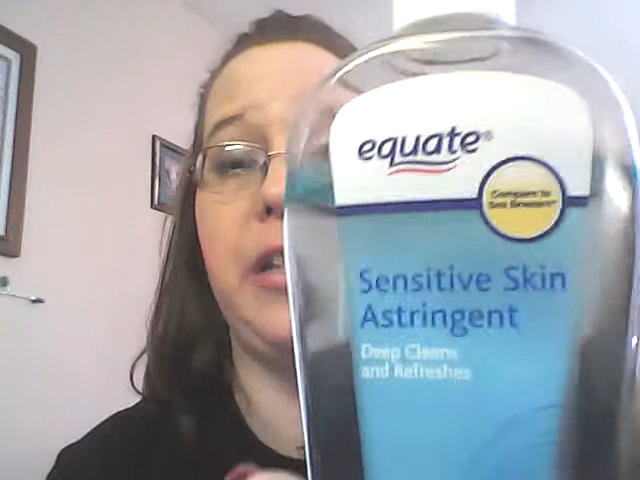 equate®
Compare to
Sea Breeze®*
Sensitive Skin
Astringent
Deep Cleans
and Refreshes